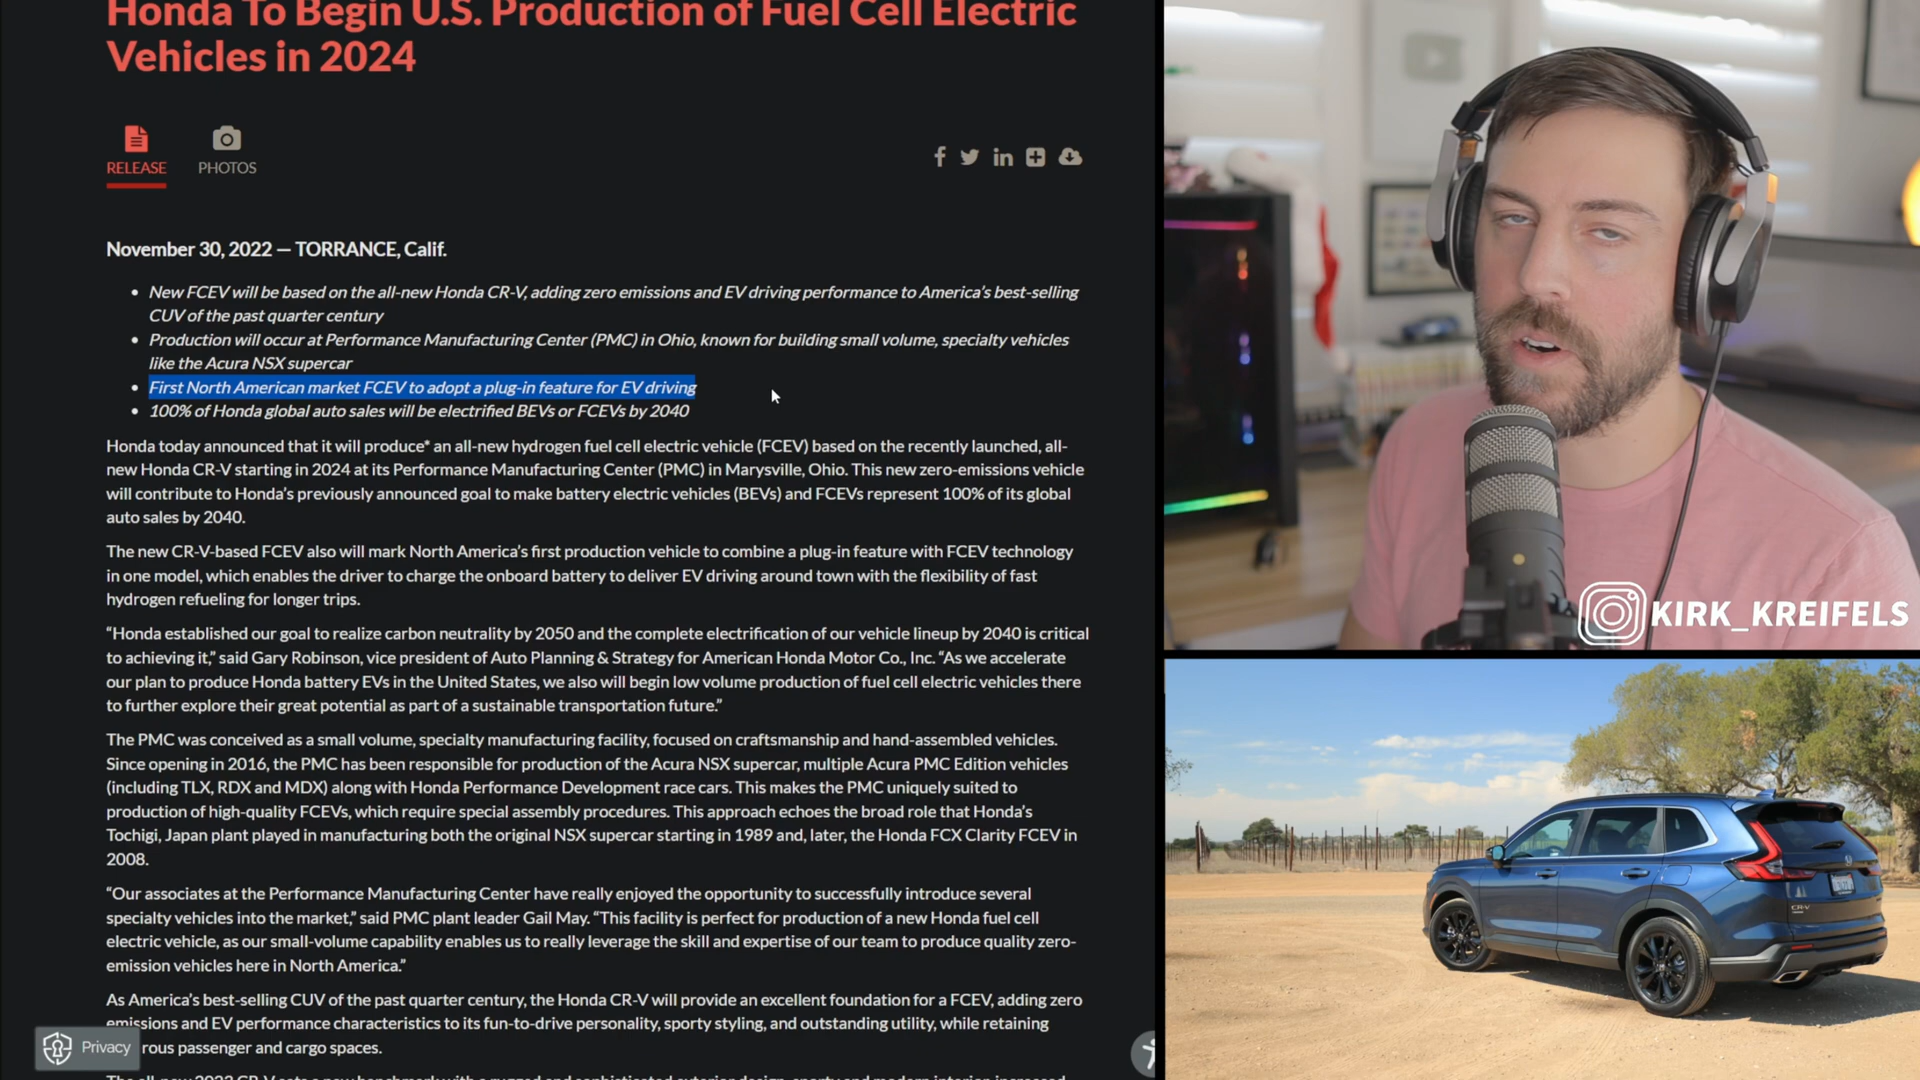 Honda To Begin U.S. Production of Fuel Cell Electric
Vehicles in 2024
RELEASE
PHOTOS
November 30, 2022 — TORRANCE, Calif.
• New FCEV will be based on the all-new Honda CR-V, adding zero emissions and EV driving performance to America’s best-selling
CUV of the past quarter century
• Production will occur at Performance Manufacturing Center (PMC) in Ohio, known for building small volume, specialty vehicles
like the Acura NSX supercar
• First North American market FCEV to adopt a plug-in feature for EV driving
• 100% of Honda global auto sales will be electrified BEVs or FCEVs by 2040
Honda today announced that it will produce* an all-new hydrogen fuel cell electric vehicle (FCEV) based on the recently launched, all-
new Honda CR-V starting in 2024 at its Performance Manufacturing Center (PMC) in Marysville, Ohio. This new zero-emissions vehicle
will contribute to Honda’s previously announced goal to make battery electric vehicles (BEVs) and FCEVs represent 100% of its global
auto sales by 2040.
The new CR-V-based FCEV also will mark North America’s first production vehicle to combine a plug-in feature with FCEV technology
in one model, which enables the driver to charge the onboard battery to deliver EV driving around town with the flexibility of fast
hydrogen refueling for longer trips.
“Honda established our goal to realize carbon neutrality by 2050 and the complete electrification of our vehicle lineup by 2040 is critical
to achieving it,” said Gary Robinson, vice president of Auto Planning & Strategy for American Honda Motor Co., Inc. “As we accelerate
our plan to produce Honda battery EVs in the United States, we also will begin low volume production of fuel cell electric vehicles there
to further explore their great potential as part of a sustainable transportation future.”
The PMC was conceived as a small volume, specialty manufacturing facility, focused on craftsmanship and hand-assembled vehicles.
Since opening in 2016, the PMC has been responsible for production of the Acura NSX supercar, multiple Acura PMC Edition vehicles
(including TLX, RDX and MDX) along with Honda Performance Development race cars. This makes the PMC uniquely suited to
production of high-quality FCEVs, which require special assembly procedures. This approach echoes the broad role that Honda’s
Tochigi, Japan plant played in manufacturing both the original NSX supercar starting in 1989 and, later, the Honda FCX Clarity FCEV in
2008.
“Our associates at the Performance Manufacturing Center have really enjoyed the opportunity to successfully introduce several
specialty vehicles into the market,” said PMC plant leader Gail May. “This facility is perfect for production of a new Honda fuel cell
electric vehicle, as our small-volume capability enables us to really leverage the skill and expertise of our team to produce quality zero-
emission vehicles here in North America.”
As America’s best-selling CUV of the past quarter century, the Honda CR-V will provide an excellent foundation for a FCEV, adding zero
emissions and EV performance characteristics to its fun-to-drive personality, sporty styling, and outstanding utility, while retaining
rous passenger and cargo spaces.
Privacy
KIRK_KREIFELS
CR-V